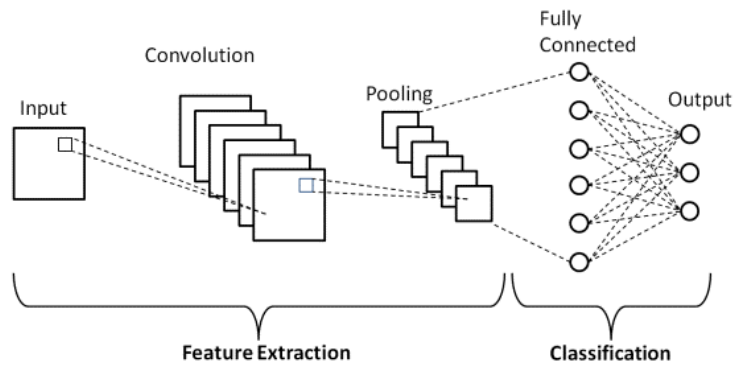 Input
Convolution
Pooling
Fully
Connected
Output
Feature Extraction
Classification